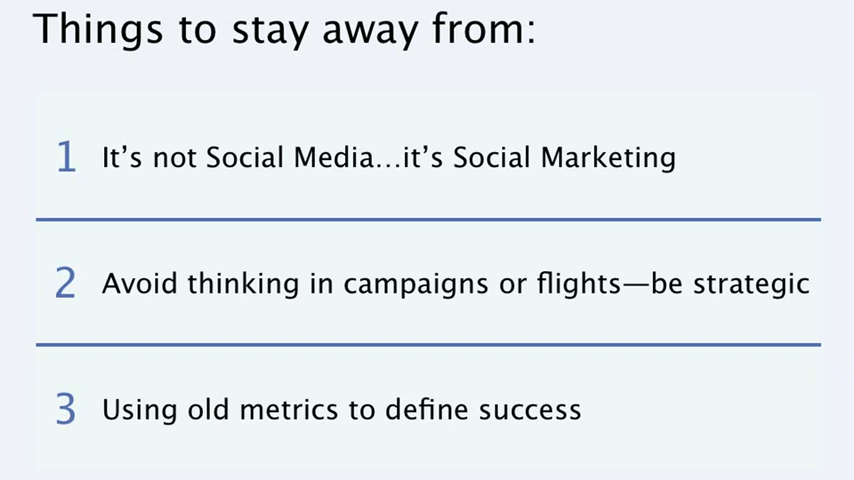 Things to stay away from:
1 It’s not Social Media…it’s Social Marketing
2 Avoid thinking in campaigns or flights—be strategic
3 Using old metrics to define success